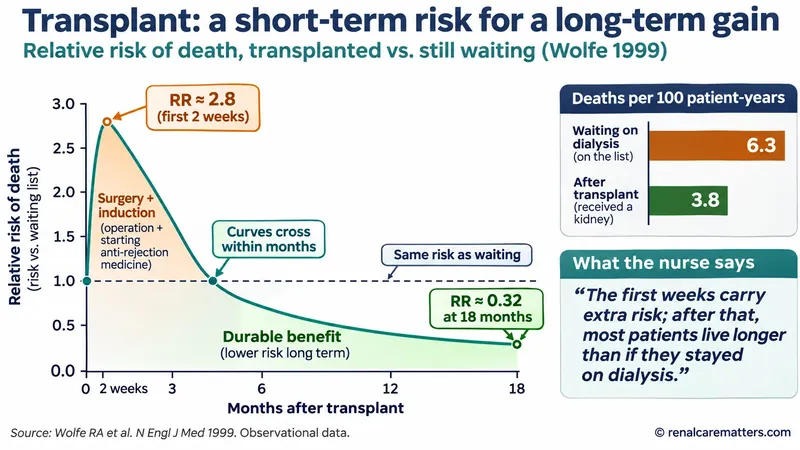 Transplant: a short-term risk for a long-term gain
Relative risk of death, transplanted vs. still waiting (Wolfe 1999)
Relative risk of death
(risk vs. waiting list)
3.0
2.5
2.0
1.5
1.0
0.5
0.0
RR ≈ 2.8
(first 2 weeks)
Surgery +
induction
(operation +
starting
anti-rejection
medicine)
Curves cross
within months
Same risk as waiting
RR ≈ 0.32
at 18 months
Durable benefit
(lower risk long term)
0
2 weeks
3
6
12
18
Months after transplant
Deaths per 100 patient-years
Waiting on
dialysis
(on the list)
6.3
After
transplant
(received a
kidney)
3.8
What the nurse says
“The first weeks carry
extra risk; after that,
most patients live longer
than if they stayed
on dialysis.”
Source: Wolfe RA et al. N Engl J Med 1999. Observational data.
© renalcarematters.com